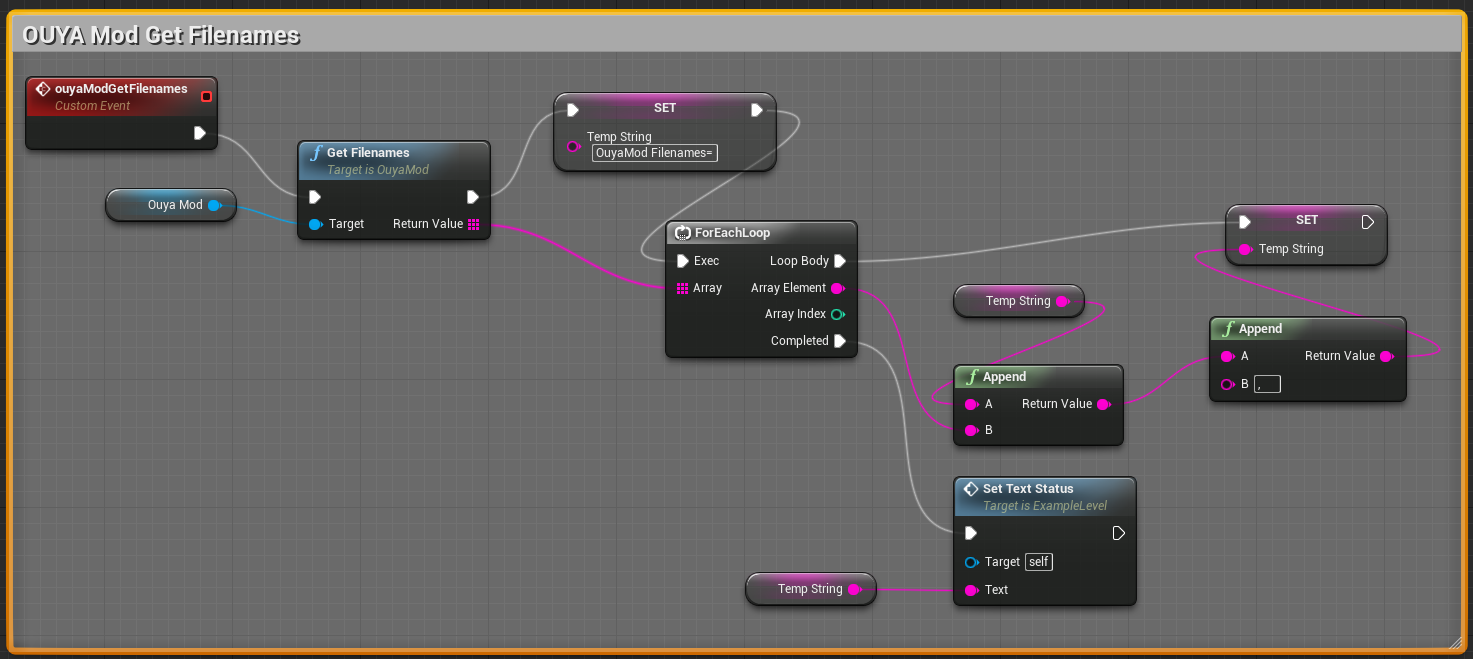 OUYA Mod Get Filenames
ouyaModGetFilenames
Custom Event
Ouya Mod
Get Filenames
Target is OuyaMod
Target Return Value
SET
Temp String
OuyaMod Filenames=
ForEachLoop
Exec Loop Body
Array Array Element
Array Index
Completed
Temp String
Append
A Return Value
B
SET
Temp String
Append
A Return Value
B ,
Set Text Status
Target is ExampleLevel
Target self
Text
Temp String